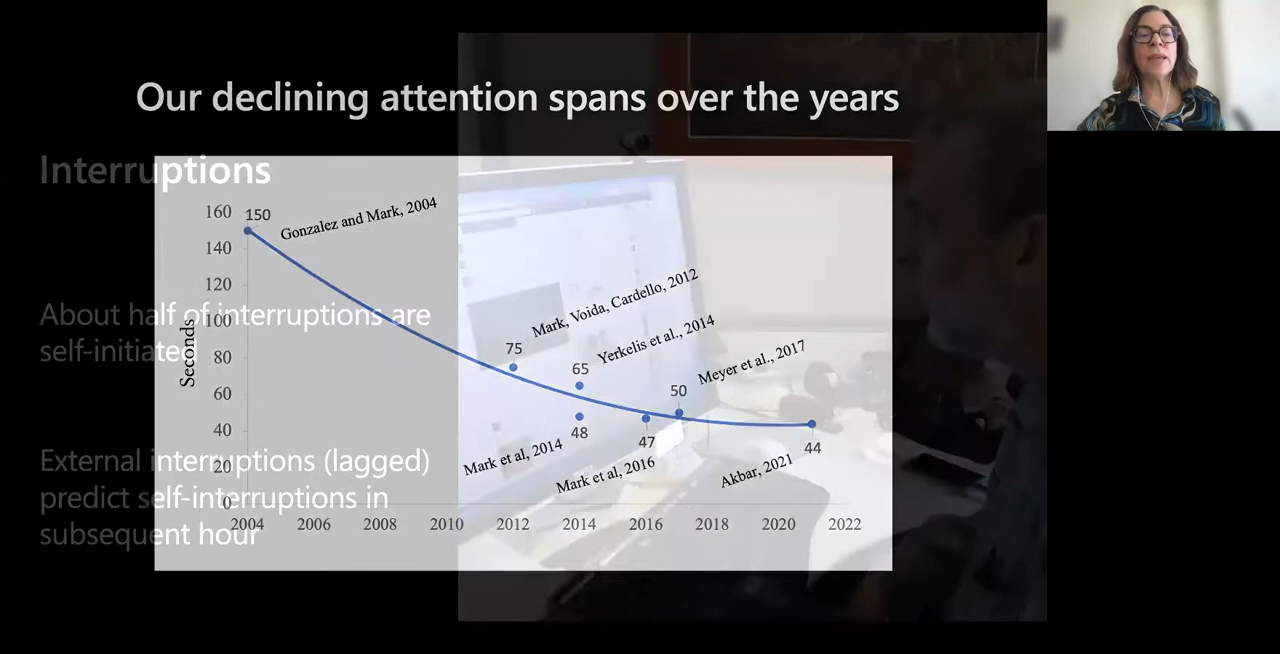 Our declining attention spans over the years
Interruptions
About half of interruptions are
self-initiated
External interruptions (lagged)
predict self-interruptions in
subsequent hour
Seconds
160
140
120
100
80
60
40
20
0
2004
2006
2008
2010
2012
2014
2016
2018
2020
2022
150
Gonzalez and Mark, 2004
75
Mark, Voida, Cardello, 2012
65
Yerkelis et al., 2014
48
Mark et al, 2014
47
Mark et al, 2016
50
Meyer et al., 2017
44
Akbar, 2021